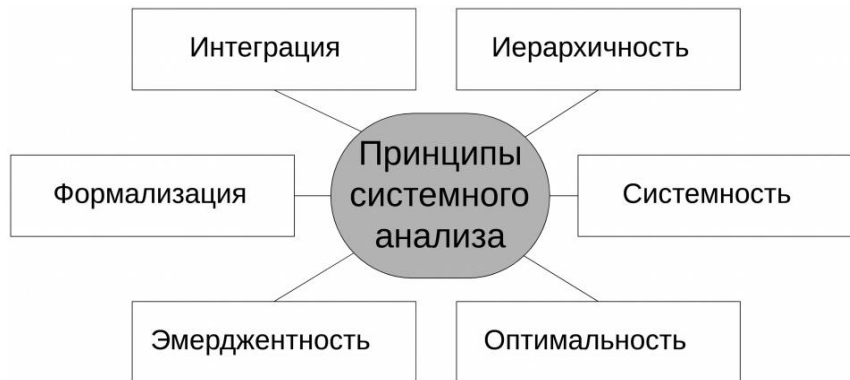 Интеграция
Иерархичность
Принципы
системного
анализа
Формализация
Системность
Эмерджентность
Оптимальность